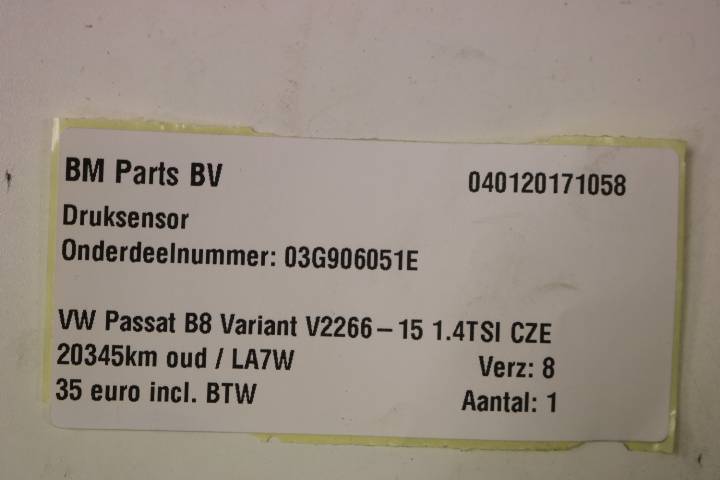 BM Parts BV 040120171058
Druksensor
Onderdeelnummer: 03G906051E
VW Passat B8 Variant V2266 – 15 1.4TSI CZE
20345km oud / LA7W Verz: 8
35 euro incl. BTW Aantal: 1